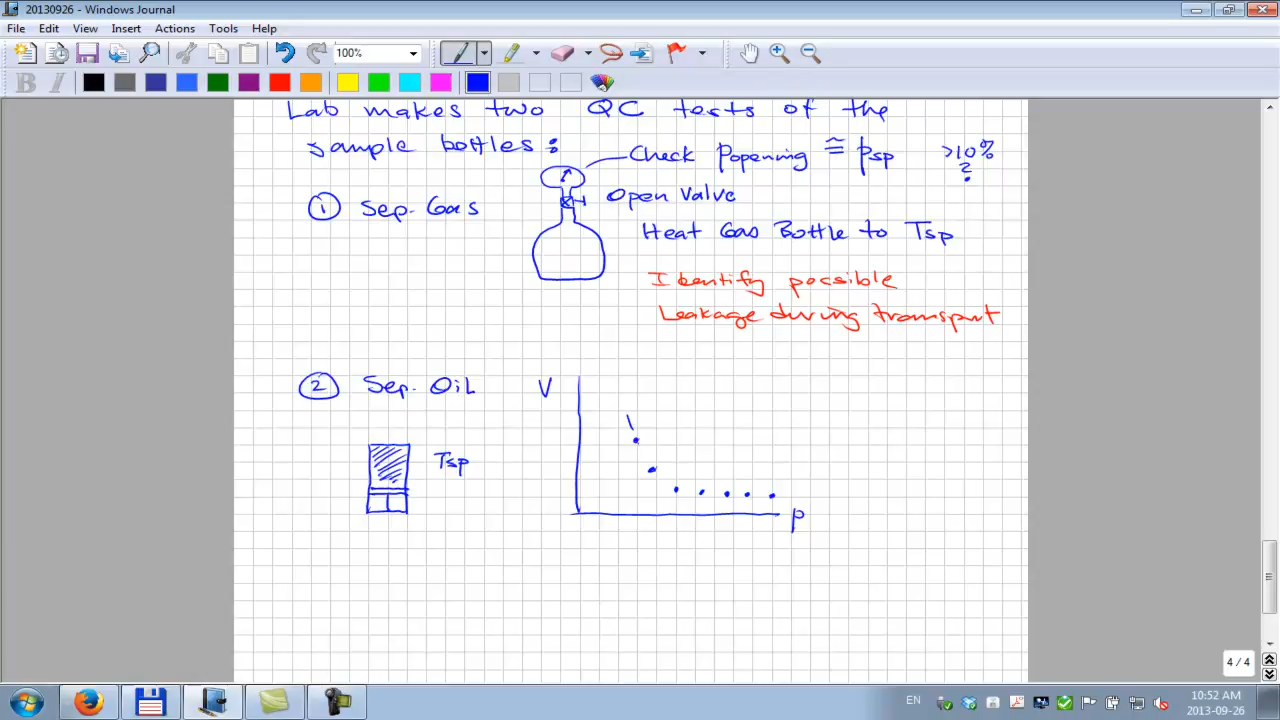 20130926 - Windows Journal
File Edit View Insert Actions Tools Help
100%
B I
Lab makes two QC tests of the
sample bottles:
Check Popening ≅ psp >10%
?
Open Valve
① Sep. Gas
Heat Gas Bottle to Tsp
Identify possible
Leakage during transport
② Sep. Oil V
Tsp
p
4 / 4
EN
10:52 AM
2013-09-26